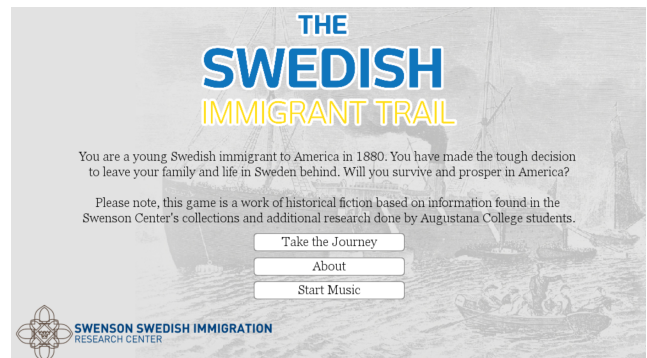 THE
SWEDISH
IMMIGRANT TRAIL
You are a young Swedish immigrant to America in 1880. You have made the tough decision
to leave your family and life in Sweden behind. Will you survive and prosper in America?
Please note, this game is a work of historical fiction based on information found in the
Swenson Center's collections and additional research done by Augustana College students.
Take the Journey
About
Start Music
SWENSON SWEDISH IMMIGRATION
RESEARCH CENTER